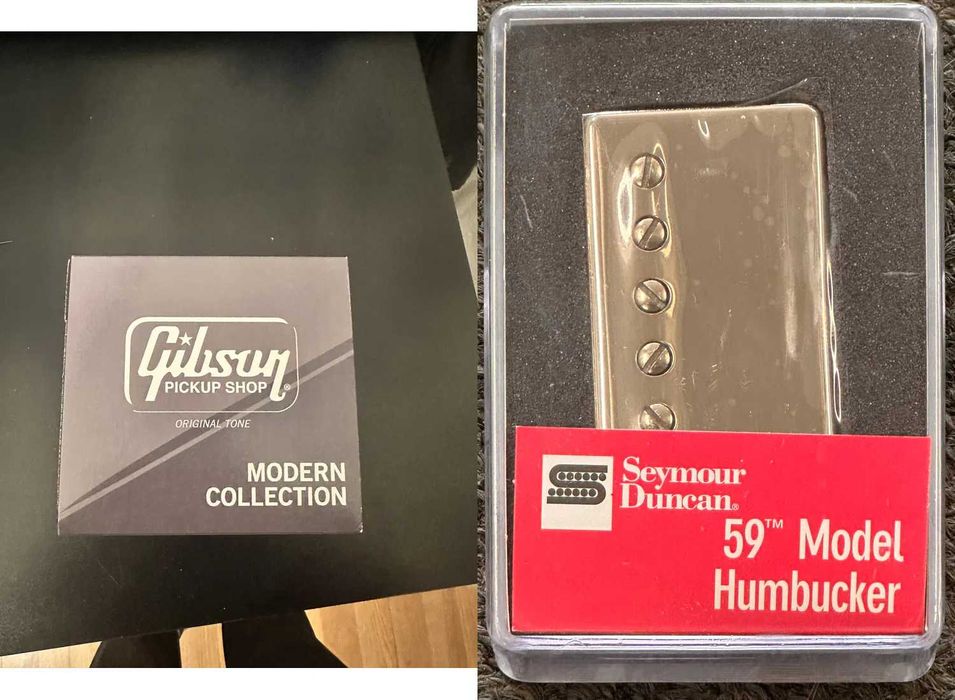 Gibson
PICKUP SHOP®
ORIGINAL TONE
MODERN
COLLECTION
Seymour
Duncan®
59™ Model
Humbucker